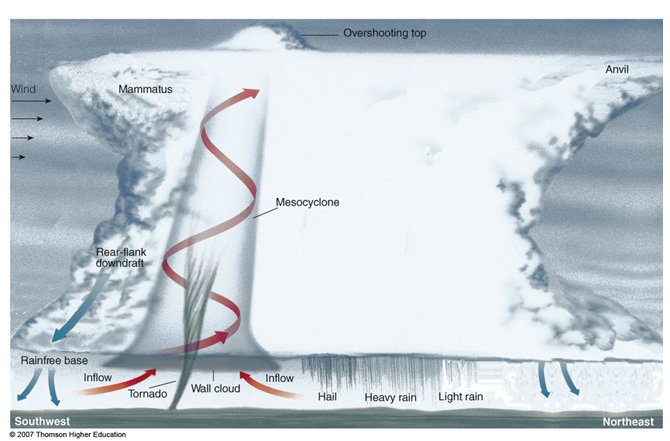 Overshooting top
Anvil
Wind
Mammatus
Mesocyclone
Rear-flank
downdraft
Rainfree base
Inflow
Tornado
Wall cloud
Inflow
Hail
Heavy rain
Light rain
Southwest
Northeast
© 2007 Thomson Higher Education